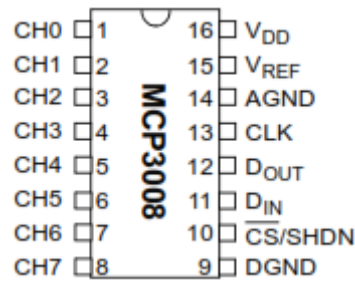 CH0 1 16 VDD
CH1 2 15 VREF
CH2 3 14 AGND
CH3 4 13 CLK
CH4 5 12 DOUT
CH5 6 11 DIN
CH6 7 10 CS/SHDN
CH7 8 9 DGND
MCP3008